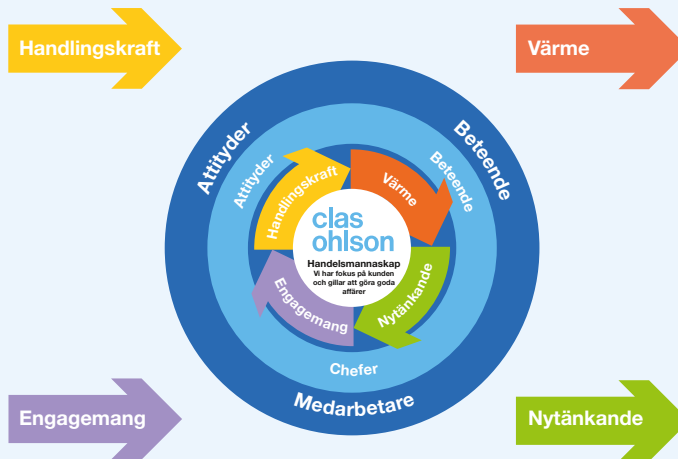 Handlingskraft
Värme
Attityder
Beteende
Attityder
Beteende
Handlingskraft
Värme
clas
ohlson
Handelsmannaskap
Vi har fokus på kunden
och gillar att göra goda
affärer
Engagemang
Nytänkande
Chefer
Medarbetare
Engagemang
Nytänkande